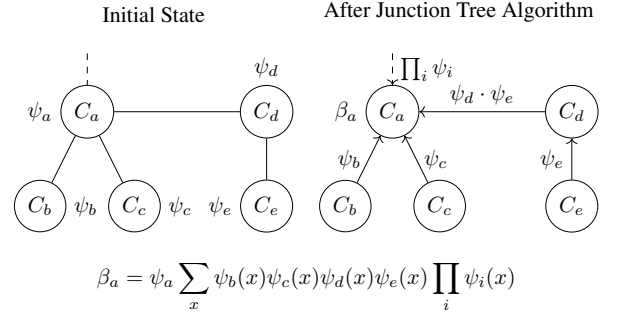 Initial State
After Junction Tree Algorithm
ψ_d
ψ_a C_a C_d
C_b ψ_b C_c ψ_c ψ_e C_e
∏_i ψ_i
β_a C_a ψ_d · ψ_e C_d
ψ_b ψ_c ψ_e
C_b C_c C_e
β_a = ψ_a ∑_x ψ_b(x)ψ_c(x)ψ_d(x)ψ_e(x) ∏_i ψ_i(x)